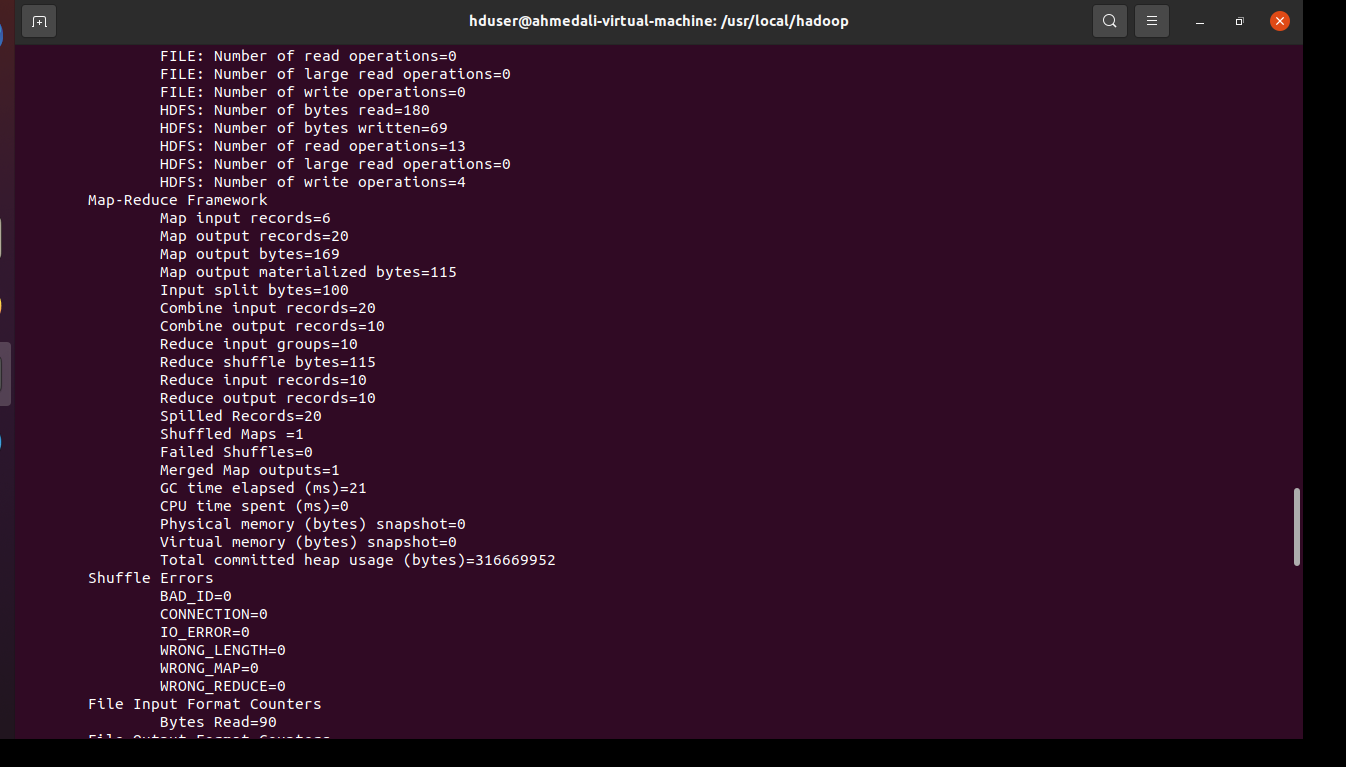 hduser@ahmedali-virtual-machine: /usr/local/hadoop
FILE: Number of read operations=0
FILE: Number of large read operations=0
FILE: Number of write operations=0
HDFS: Number of bytes read=180
HDFS: Number of bytes written=69
HDFS: Number of read operations=13
HDFS: Number of large read operations=0
HDFS: Number of write operations=4
Map-Reduce Framework
Map input records=6
Map output records=20
Map output bytes=169
Map output materialized bytes=115
Input split bytes=100
Combine input records=20
Combine output records=10
Reduce input groups=10
Reduce shuffle bytes=115
Reduce input records=10
Reduce output records=10
Spilled Records=20
Shuffled Maps =1
Failed Shuffles=0
Merged Map outputs=1
GC time elapsed (ms)=21
CPU time spent (ms)=0
Physical memory (bytes) snapshot=0
Virtual memory (bytes) snapshot=0
Total committed heap usage (bytes)=316669952
Shuffle Errors
BAD_ID=0
CONNECTION=0
IO_ERROR=0
WRONG_LENGTH=0
WRONG_MAP=0
WRONG_REDUCE=0
File Input Format Counters
Bytes Read=90
File Output Format Counters